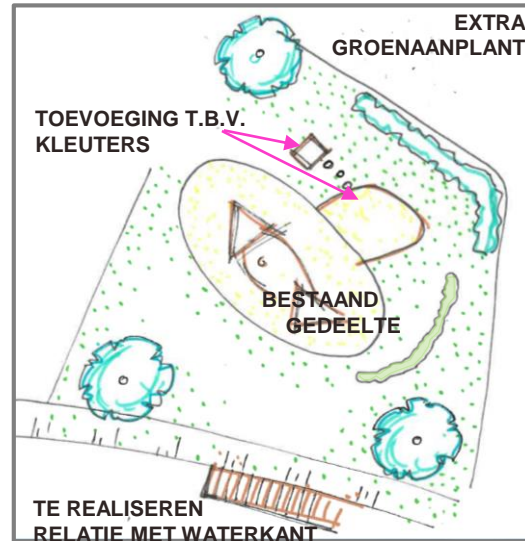 EXTRA
GROENAANPLANT
TOEVOEGING T.B.V.
KLEUTERS
BESTAAND
GEDEELTE
TE REALISEREN
RELATIE MET WATERKANT